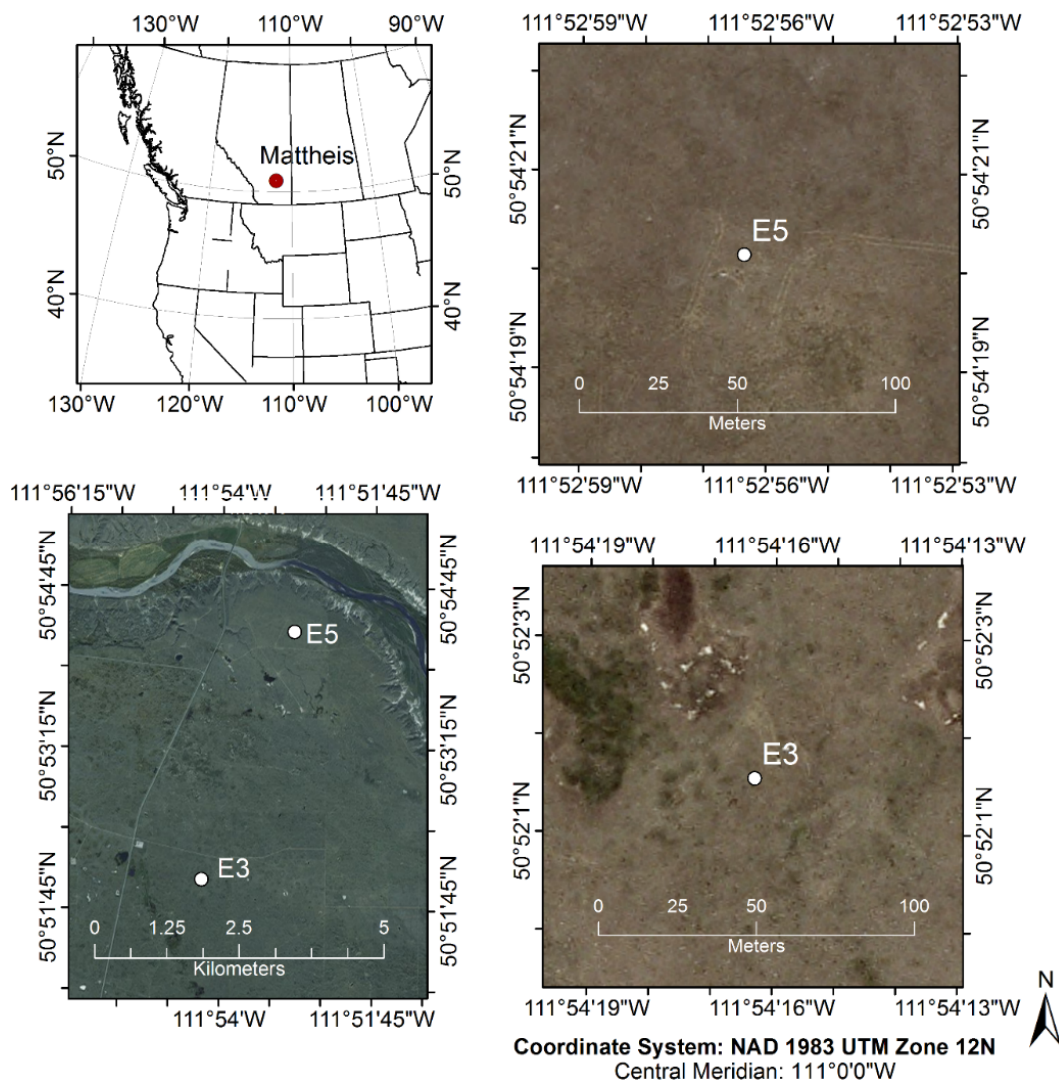 130°W 110°W 90°W
50°N
40°N
Mattheis
50°N
40°N
130°W 120°W 110°W 100°W
111°52'59"W 111°52'56"W 111°52'53"W
50°54'21"N
50°54'19"N
E5
0 25 50 100
Meters
50°54'21"N
50°54'19"N
111°52'59"W 111°52'56"W 111°52'53"W
111°56'15"W 111°54'W 111°51'45"W
50°54'45"N
50°53'15"N
50°51'45"N
E5
E3
0 1.25 2.5 5
Kilometers
50°54'45"N
50°53'15"N
50°51'45"N
111°54'W 111°51'45"W
111°54'19"W 111°54'16"W 111°54'13"W
50°52'3"N
50°52'1"N
E3
0 25 50 100
Meters
50°52'3"N
50°52'1"N
111°54'19"W 111°54'16"W 111°54'13"W
N
Coordinate System: NAD 1983 UTM Zone 12N
Central Meridian: 111°0'0"W